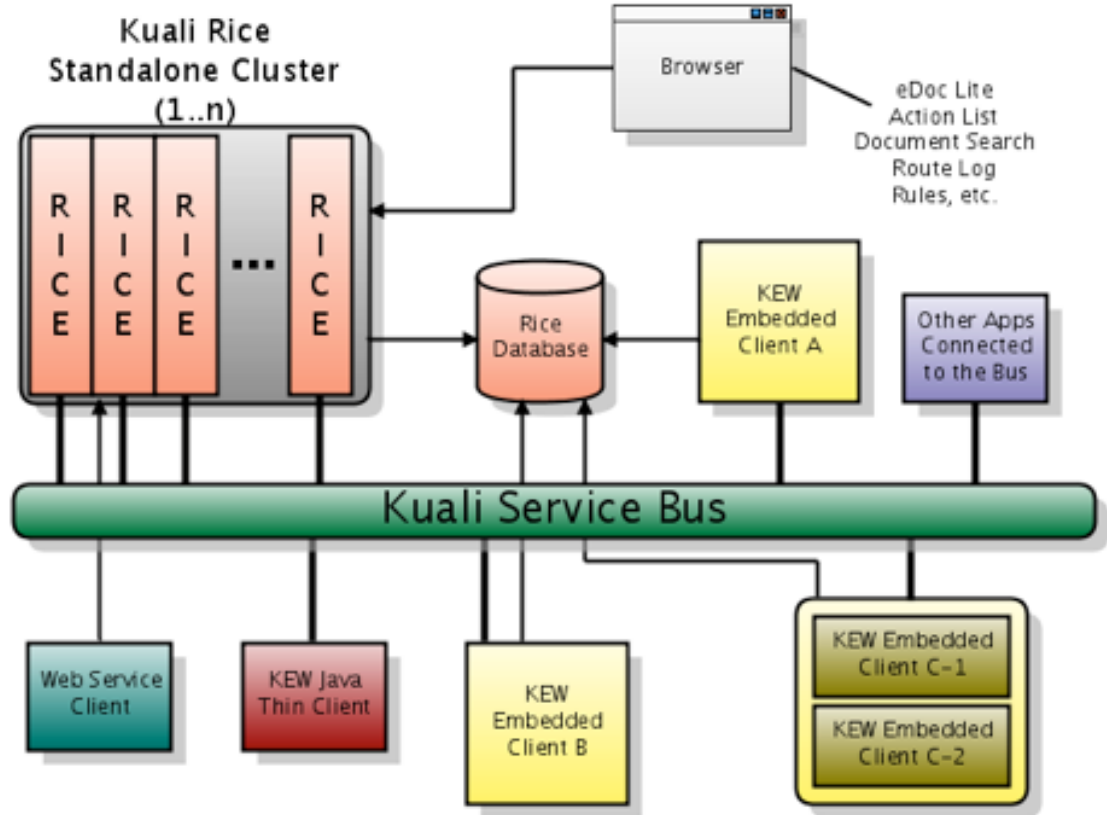 Kuali Rice
Standalone Cluster
(1..n)
Browser
eDoc Lite
Action List
Document Search
Route Log
Rules, etc.
R
I
C
E
R
I
C
E
R
I
C
E
...
R
I
C
E
Rice
Database
KEW
Embedded
Client A
Other Apps
Connected
to the Bus
Kuali Service Bus
Web Service
Client
KEW Java
Thin Client
KEW
Embedded
Client B
KEW Embedded
Client C-1
KEW Embedded
Client C-2